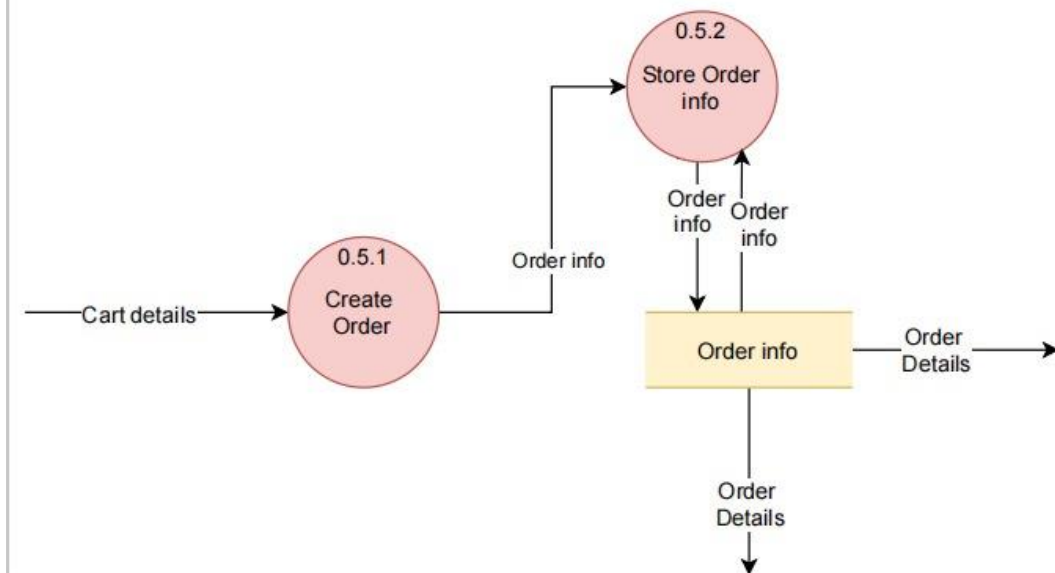 0.5.2
Store Order
info
Order
info
Order
info
0.5.1
Create
Order
Order info
Cart details
Order info
Order
Details
Order
Details